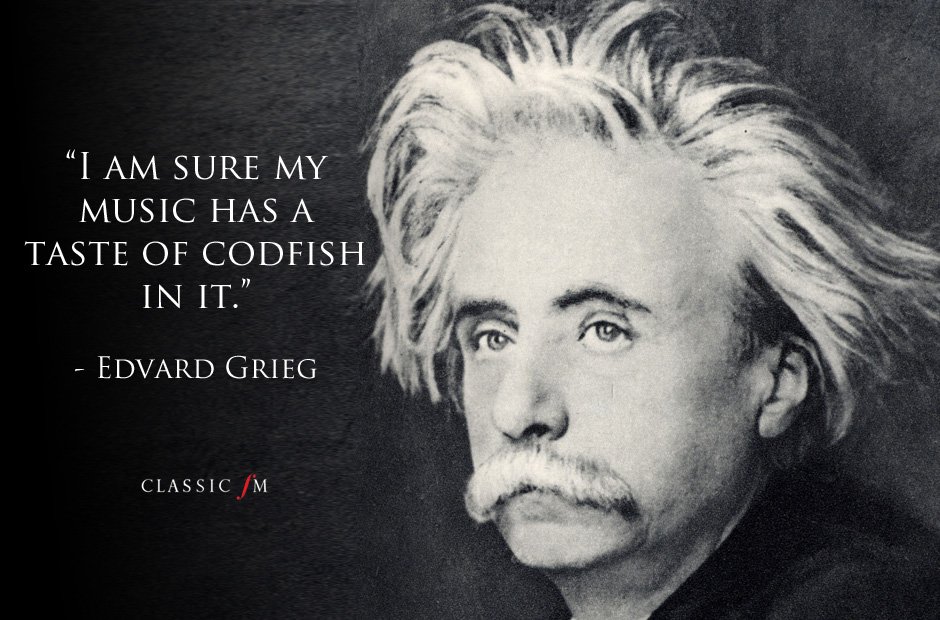 “I AM SURE MY
MUSIC HAS A
TASTE OF CODFISH
IN IT.”
- EDVARD GRIEG
CLASSIC fM